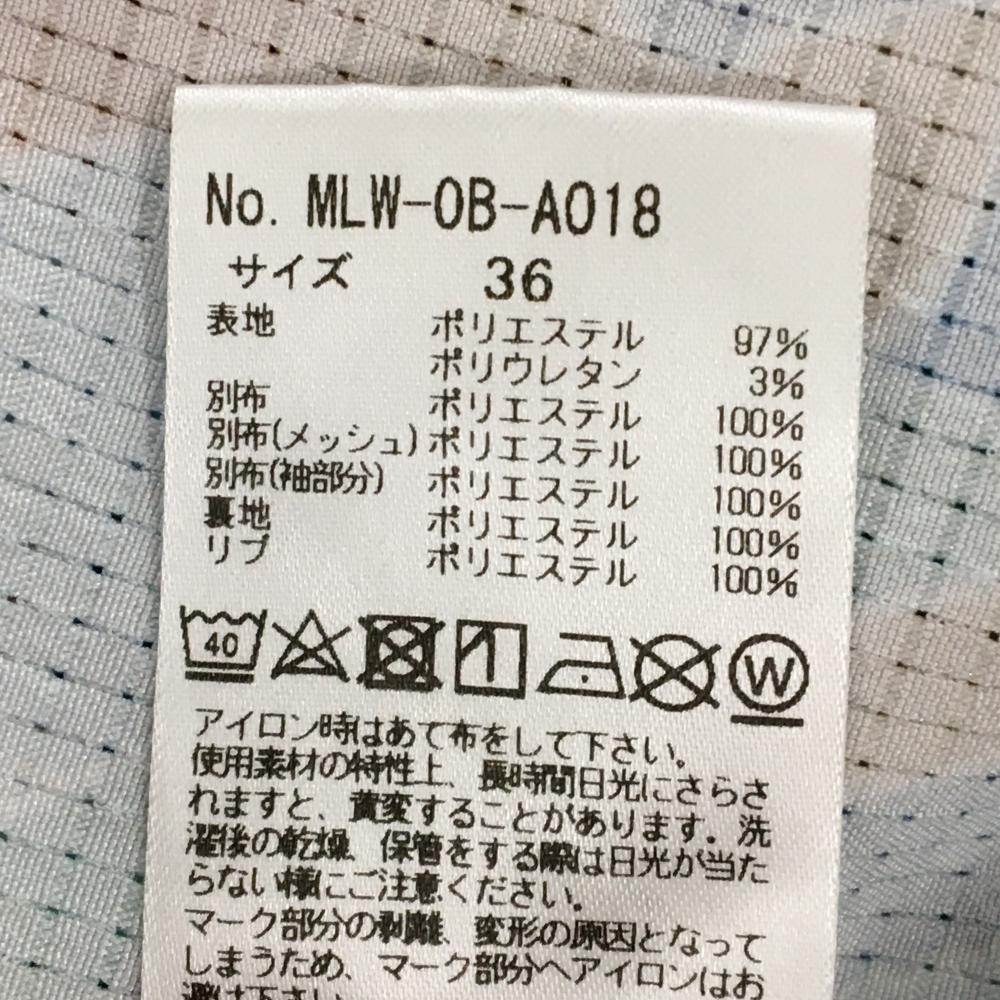 No. MLW-OB-A018
サイズ 36
表地 ポリエステル 97%
ポリウレタン 3%
別布 ポリエステル 100%
別布(メッシュ) ポリエステル 100%
別布(袖部分) ポリエステル 100%
裏地 ポリエステル 100%
リブ ポリエステル 100%
40
W
アイロン時はあて布をして下さい。
使用素材の特性上、長時間日光にさらさ
れますと、黄変することがあります。洗
濯後の乾燥、保管をする際は日光が当た
らない様にご注意ください。
マーク部分の剥離、変形の原因となって
しまうため、マーク部分へアイロンはお
避け下さい。